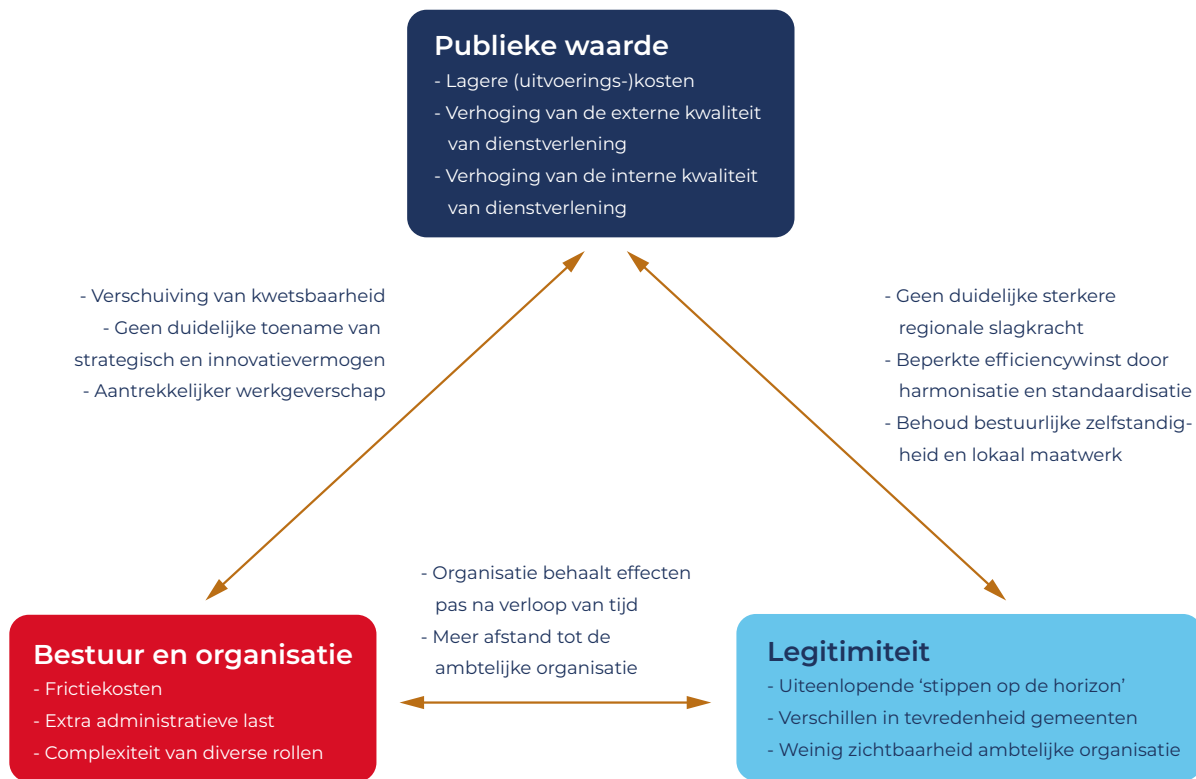 Publieke waarde
- Lagere (uitvoerings-)kosten
- Verhoging van de externe kwaliteit
van dienstverlening
- Verhoging van de interne kwaliteit
van dienstverlening
- Verschuiving van kwetsbaarheid
- Geen duidelijke toename van
strategisch en innovatievermogen
- Aantrekkelijker werkgeverschap
- Geen duidelijke sterkere
regionale slagkracht
- Beperkte efficiencywinst door
harmonisatie en standaardisatie
- Behoud bestuurlijke zelfstandig-
heid en lokaal maatwerk
- Organisatie behaalt effecten
pas na verloop van tijd
- Meer afstand tot de
ambtelijke organisatie
Bestuur en organisatie
- Frictiekosten
- Extra administratieve last
- Complexiteit van diverse rollen
Legitimiteit
- Uiteenlopende ‘stippen op de horizon’
- Verschillen in tevredenheid gemeenten
- Weinig zichtbaarheid ambtelijke organisatie